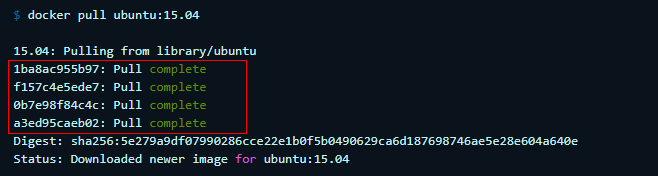 $ docker pull ubuntu:15.04
15.04: Pulling from library/ubuntu
1ba8ac955b97: Pull complete
f157c4e5ede7: Pull complete
0b7e98f84c4c: Pull complete
a3ed95caeb02: Pull complete
Digest: sha256:5e279a9df07990286cce22e1b0f5b0490629ca6d187698746ae5e28e604a640e
Status: Downloaded newer image for ubuntu:15.04